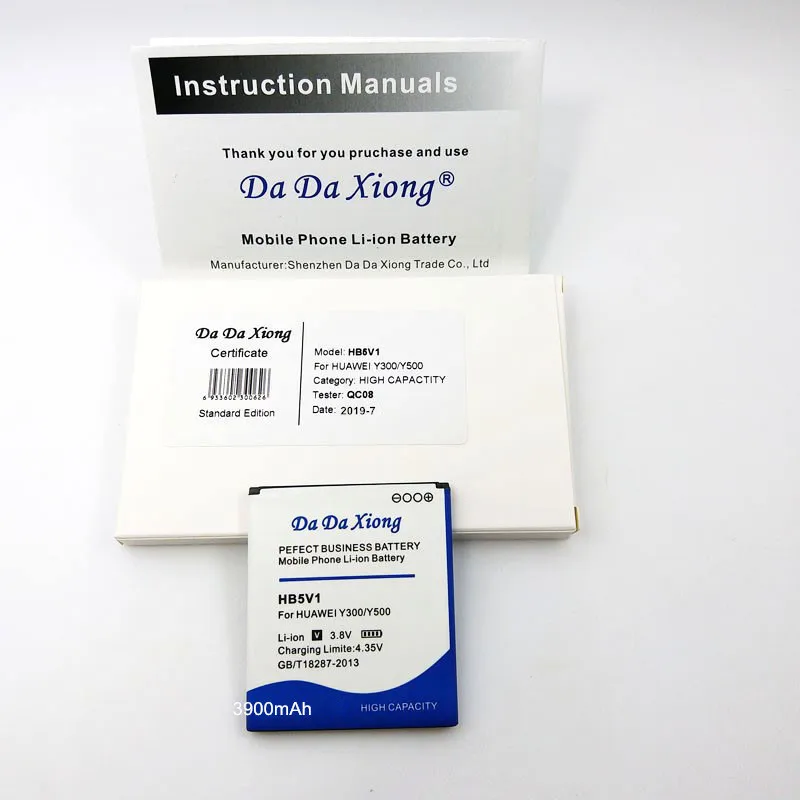 Instruction Manuals
Thank you for you pruchase and use
Da Da Xiong®
Mobile Phone Li-ion Battery
Manufacturer:Shenzhen Da Da Xiong Trade Co., Ltd
Da Da Xiong
Certificate
6 933602 300626
Standard Edition
Model: HB5V1
For HUAWEI Y300/Y500
Category: HIGH CAPACTITY
Tester: QC08
Date: 2019-7
Da Da Xiong
PEFECT BUSINESS BATTERY
Mobile Phone Li-ion Battery
HB5V1
For HUAWEI Y300/Y500
Li-ion V 3.8V
Charging Limite:4.35V
GB/T18287-2013
3900mAh
HIGH CAPACITY